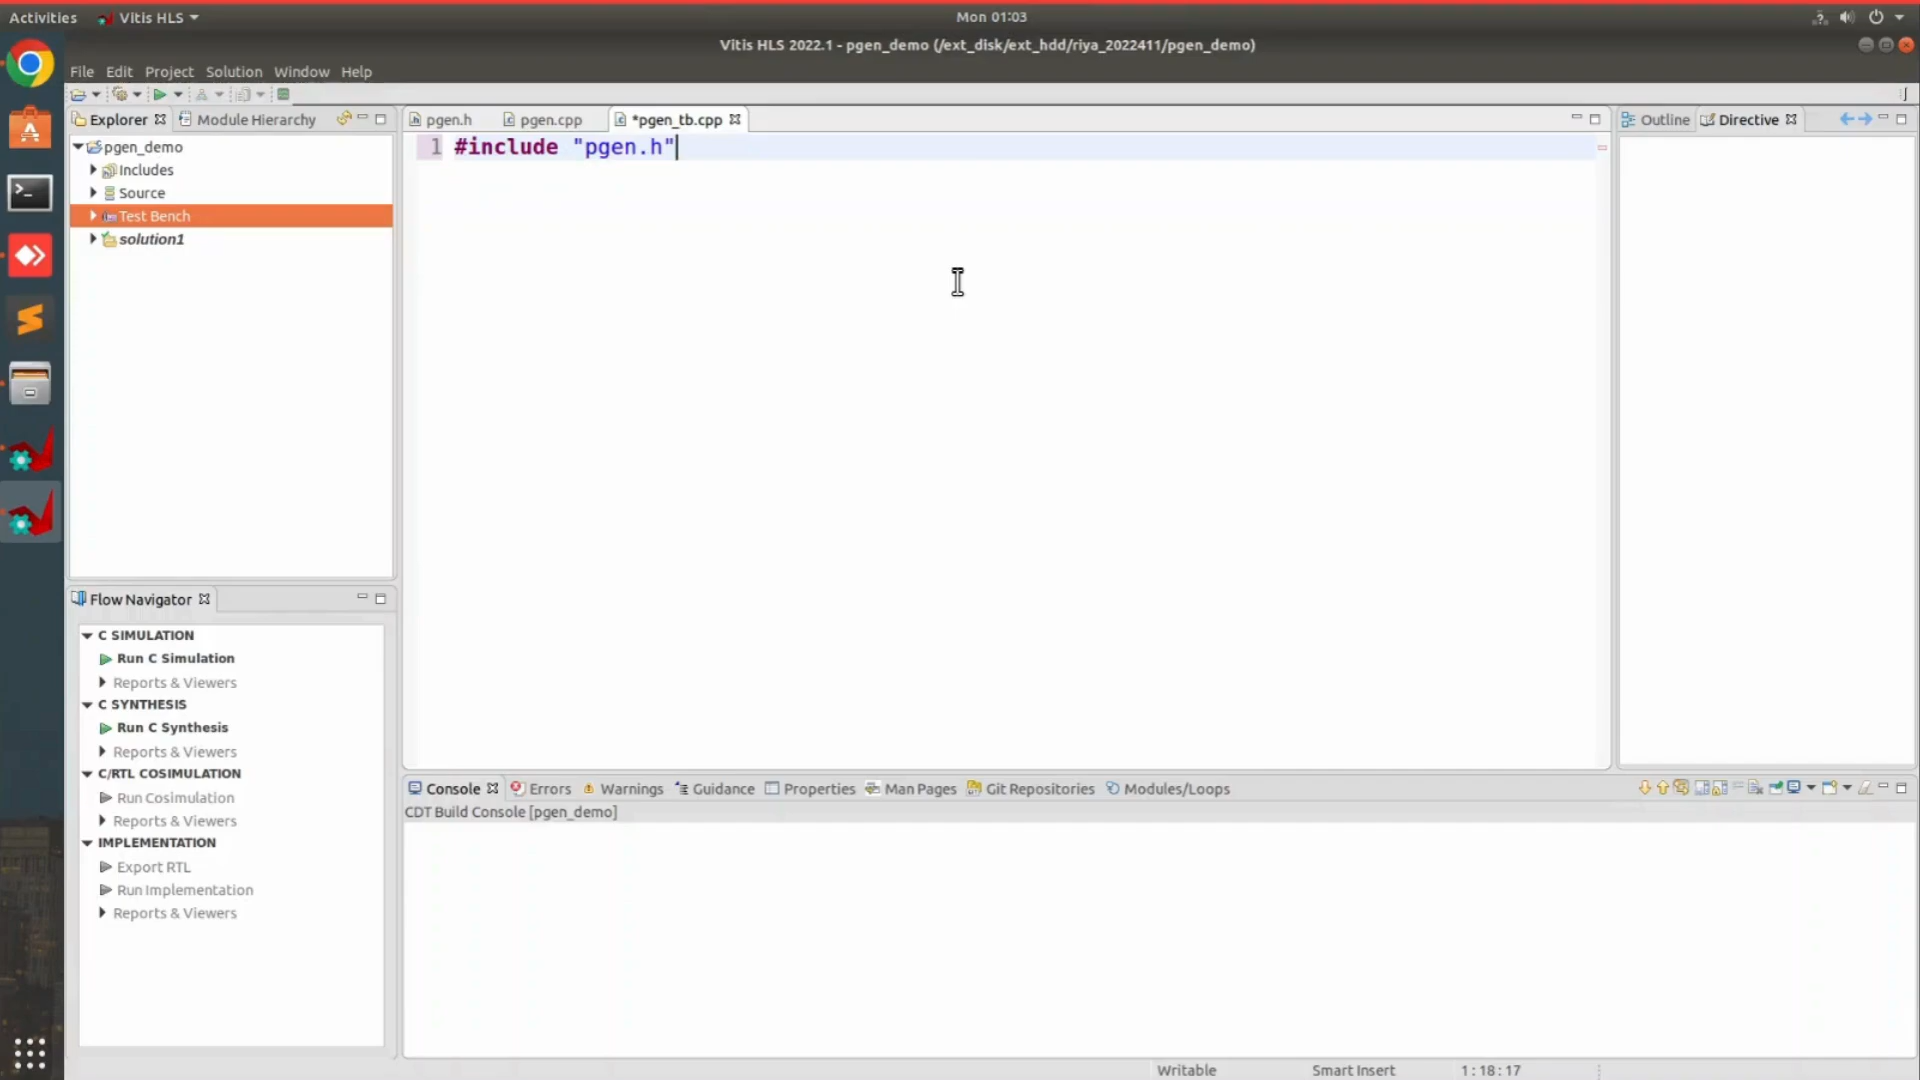 Activities Vitis HLS Mon 01:03
Vitis HLS 2022.1 - pgen_demo (/ext_disk/ext_hdd/riya_2022411/pgen_demo)
File Edit Project Solution Window Help
Explorer Module Hierarchy pgen.h pgen.cpp *pgen_tb.cpp Outline Directive
pgen_demo
Includes
Source
Test Bench
solution1
1 #include "pgen.h"
Flow Navigator
C SIMULATION
Run C Simulation
Reports & Viewers
C SYNTHESIS
Run C Synthesis
Reports & Viewers
C/RTL COSIMULATION
Run Cosimulation
Reports & Viewers
IMPLEMENTATION
Export RTL
Run Implementation
Reports & Viewers
Console Errors Warnings Guidance Properties Man Pages Git Repositories Modules/Loops
CDT Build Console [pgen_demo]
Writable Smart Insert 1:18:17